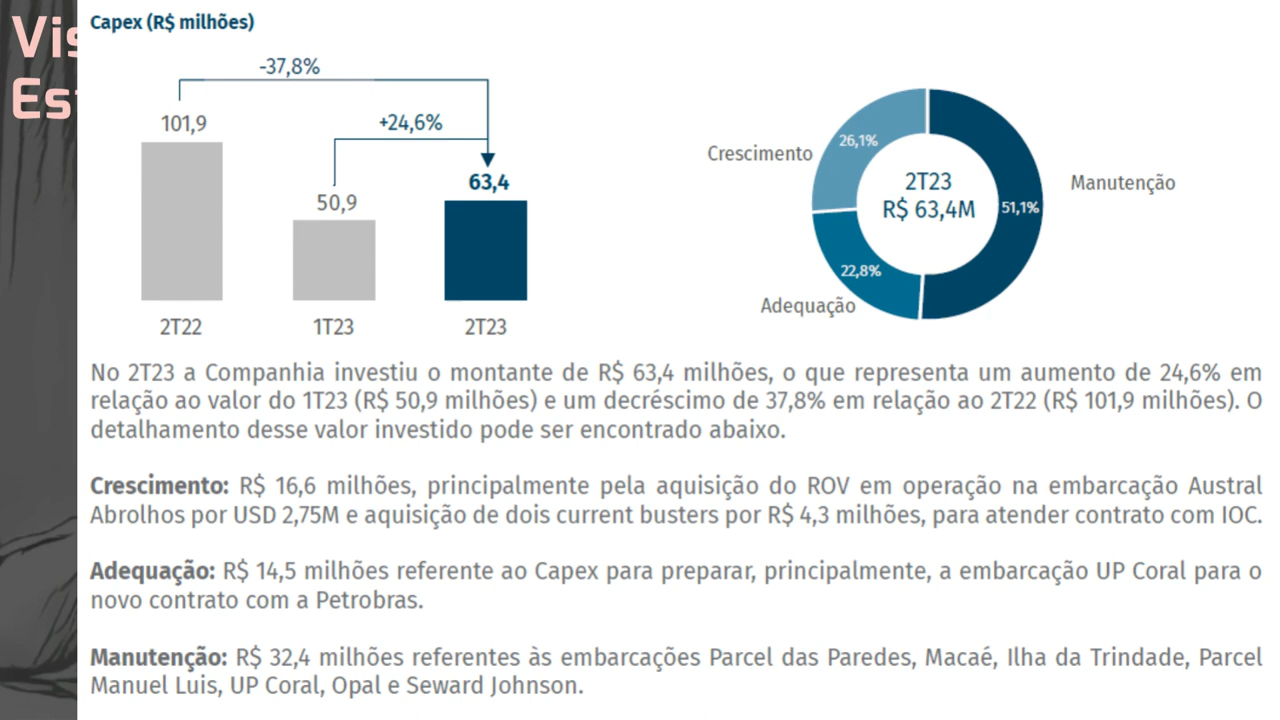 Capex (R$ milhões)
-37,8%
101,9
+24,6%
50,9
63,4
2T22
1T23
2T23
Crescimento
26,1%
2T23
R$ 63,4M
Manutenção
51,1%
22,8%
Adequação
No 2T23 a Companhia investiu o montante de R$ 63,4 milhões, o que representa um aumento de 24,6% em
relação ao valor do 1T23 (R$ 50,9 milhões) e um decréscimo de 37,8% em relação ao 2T22 (R$ 101,9 milhões). O
detalhamento desse valor investido pode ser encontrado abaixo.
Crescimento: R$ 16,6 milhões, principalmente pela aquisição do ROV em operação na embarcação Austral
Abrolhos por USD 2,75M e aquisição de dois current busters por R$ 4,3 milhões, para atender contrato com IOC.
Adequação: R$ 14,5 milhões referente ao Capex para preparar, principalmente, a embarcação UP Coral para o
novo contrato com a Petrobras.
Manutenção: R$ 32,4 milhões referentes às embarcações Parcel das Paredes, Macaé, Ilha da Trindade, Parcel
Manuel Luis, UP Coral, Opal e Seward Johnson.